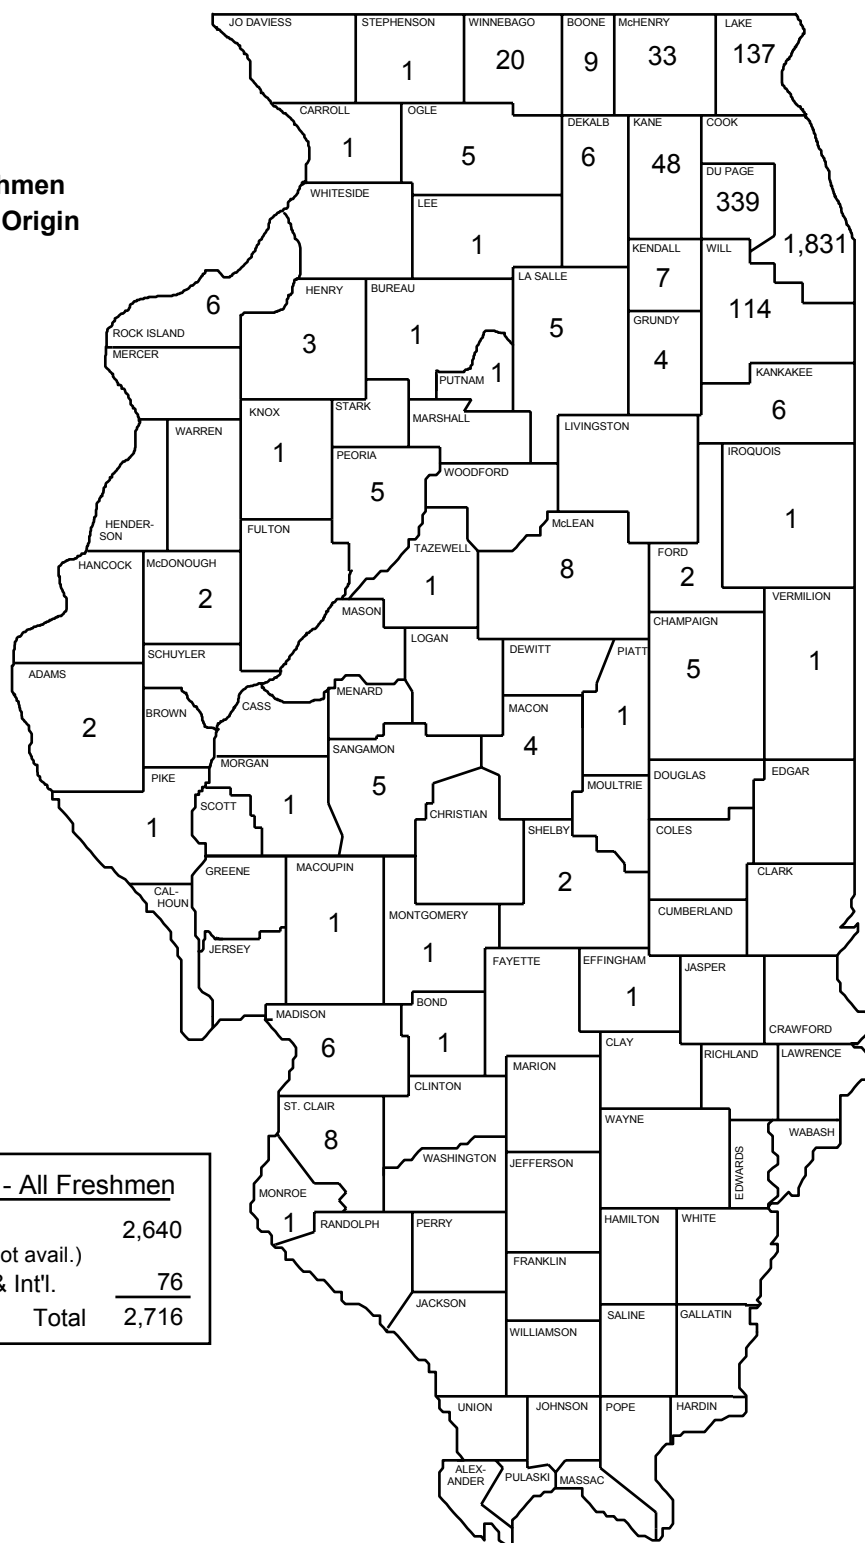 JO DAVIESS
STEPHENSON
1
WINNEBAGO
20
BOONE
9
McHENRY
33
LAKE
137
CARROLL
1
OGLE
5
DEKALB
6
KANE
48
COOK
1,831
DU PAGE
339
hmen
Origin
WHITESIDE
LEE
1
KENDALL
7
WILL
114
ROCK ISLAND
6
HENRY
3
BUREAU
1
LA SALLE
5
PUTNAM
1
GRUNDY
4
KANKAKEE
6
MERCER
KNOX
1
STARK
MARSHALL
LIVINGSTON
WARREN
PEORIA
5
WOODFORD
IROQUOIS
1
HENDER-
SON
FULTON
TAZEWELL
1
McLEAN
8
FORD
2
HANCOCK
McDONOUGH
2
MASON
LOGAN
DEWITT
PIATT
1
CHAMPAIGN
5
VERMILION
1
ADAMS
2
SCHUYLER
BROWN
CASS
MENARD
MACON
4
PIKE
1
MORGAN
1
SCOTT
SANGAMON
5
CHRISTIAN
MOULTRIE
DOUGLAS
EDGAR
SHELBY
2
COLES
GREENE
MACOUPIN
1
CLARK
CAL-
HOUN
MONTGOMERY
1
CUMBERLAND
JERSEY
FAYETTE
EFFINGHAM
1
JASPER
CRAWFORD
MADISON
6
BOND
1
CLAY
RICHLAND
LAWRENCE
CLINTON
MARION
ST. CLAIR
8
WAYNE
EDWARDS
WABASH
WASHINGTON
JEFFERSON
MONROE
1
RANDOLPH
PERRY
HAMILTON
WHITE
FRANKLIN
JACKSON
WILLIAMSON
SALINE
GALLATIN
UNION
JOHNSON
POPE
HARDIN
ALEX-
ANDER
PULASKI
MASSAC
- All Freshmen
2,640
ot avail.)
& Int'l. 76
Total 2,716